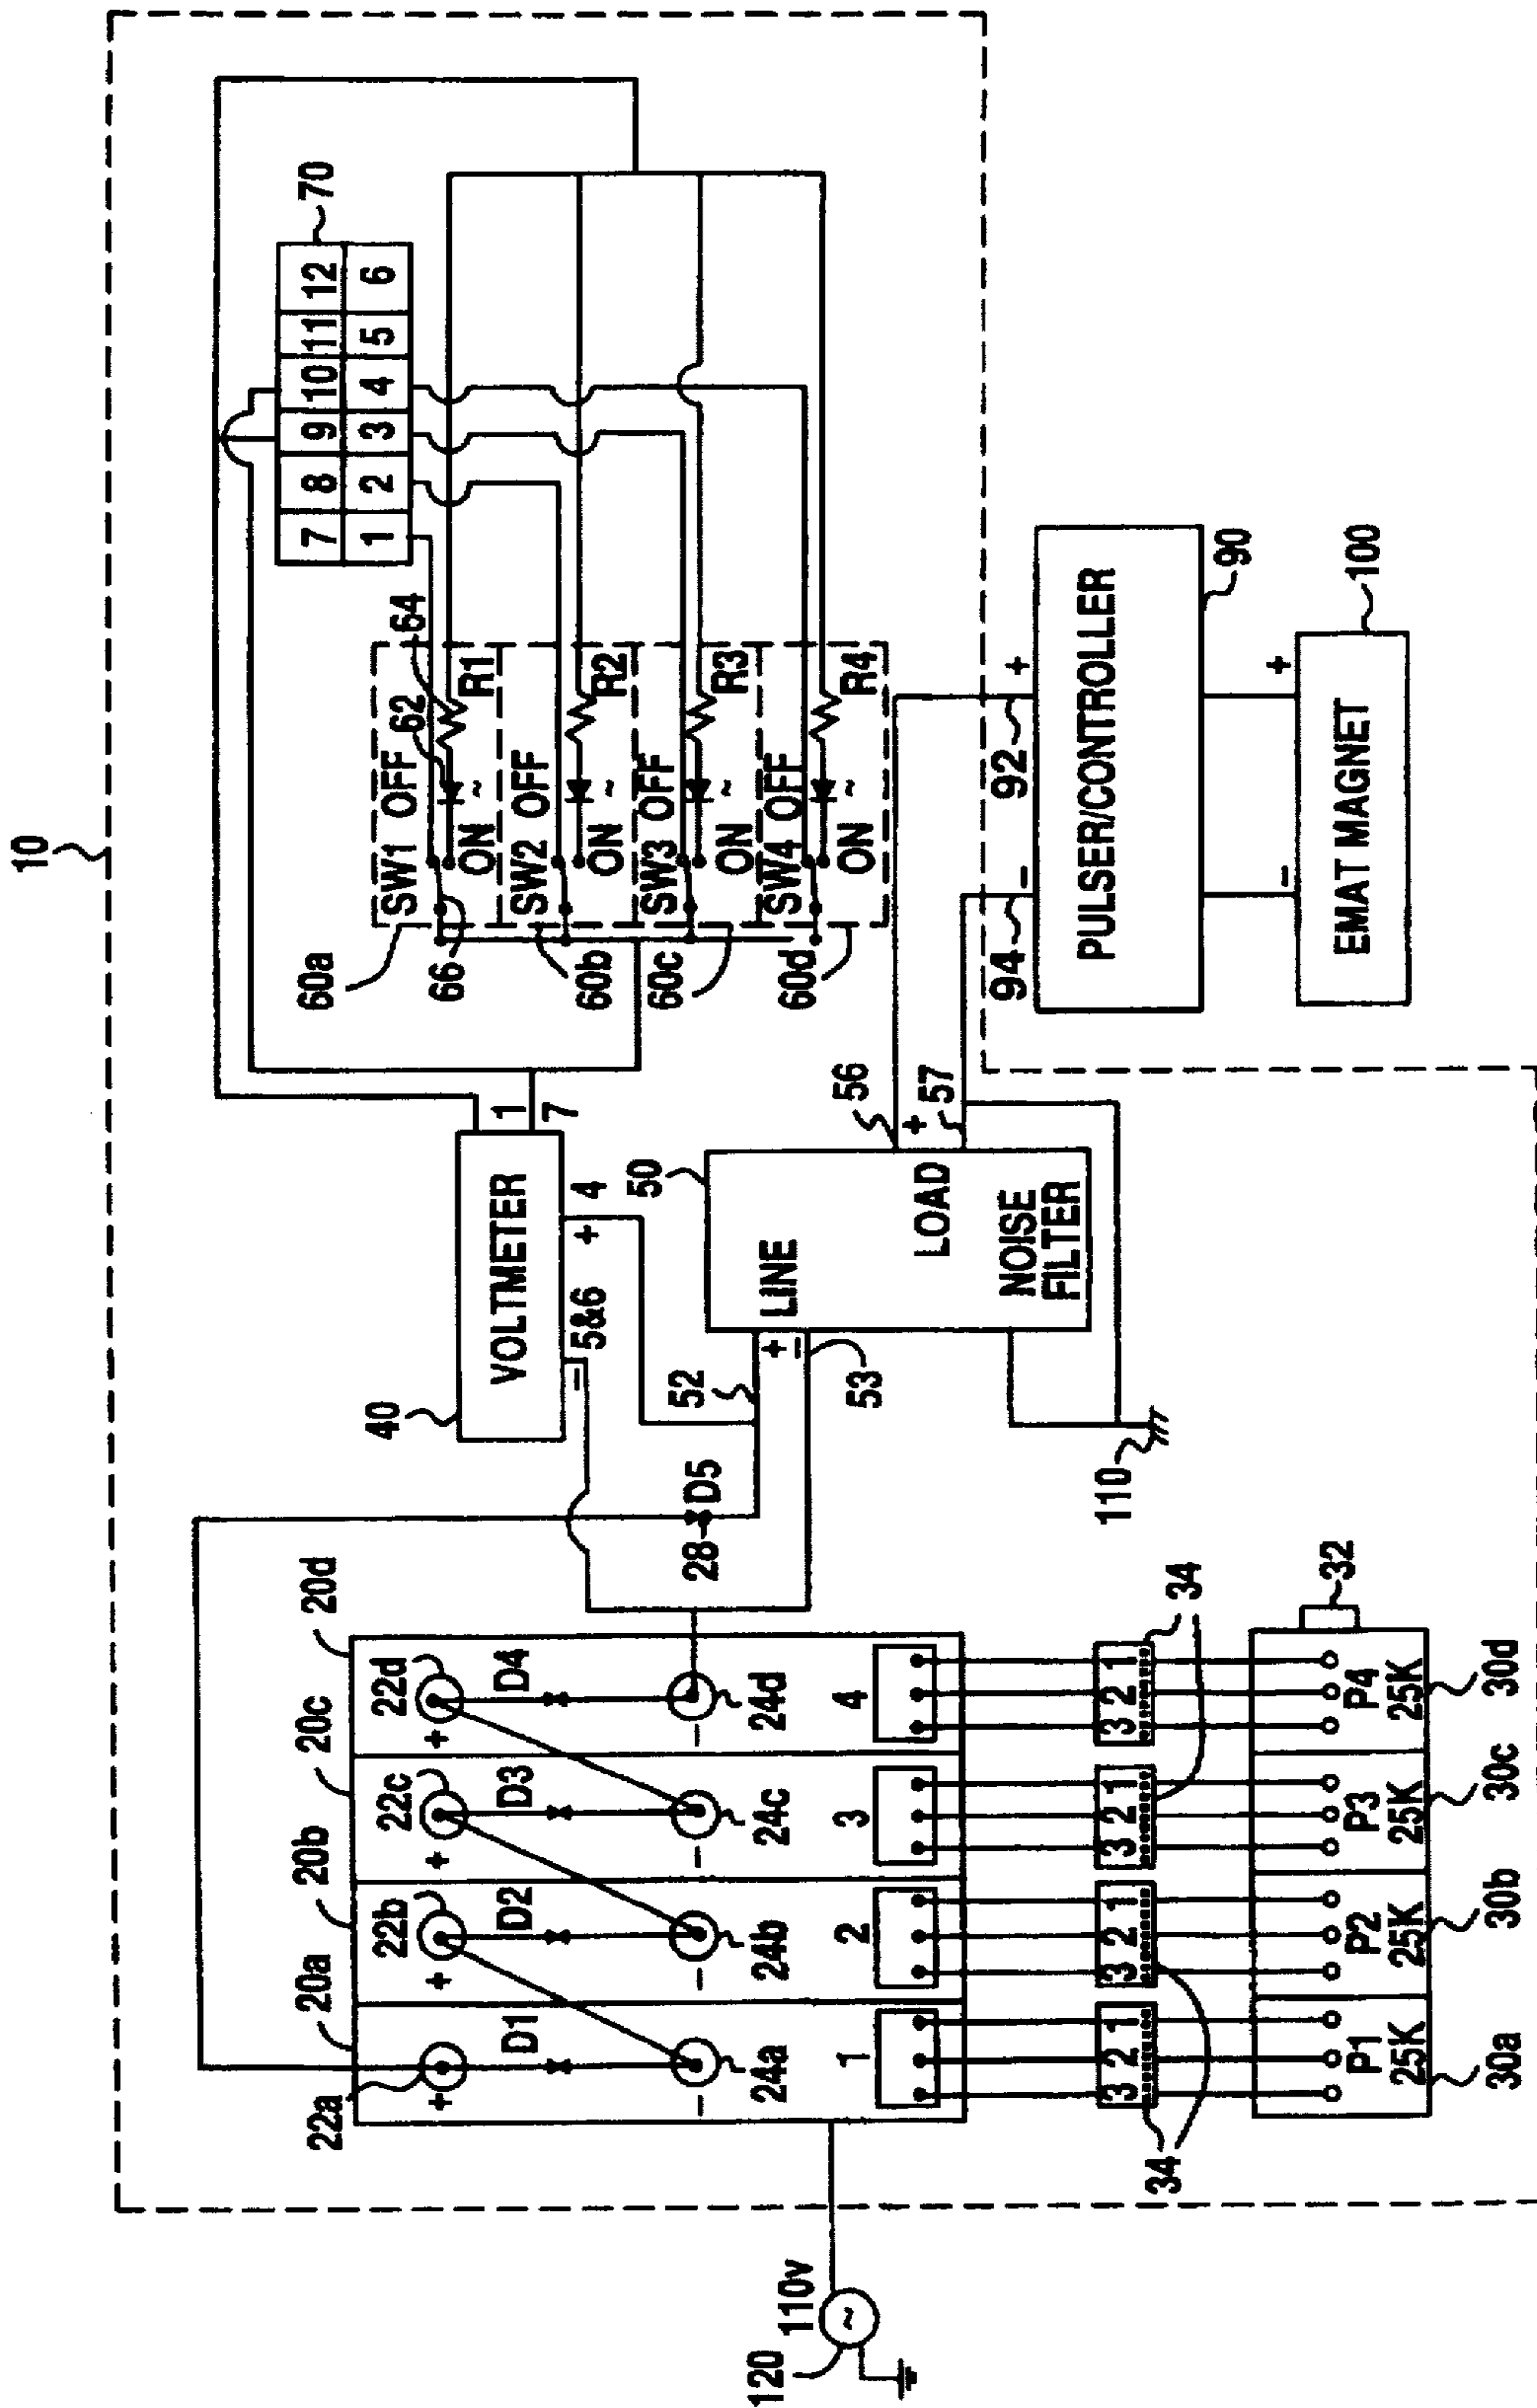 10
120
110v
20a
20b
20c
20d
22a
22b
22c
22d
+
+
+
+
D1
D2
D3
D4
−
−
−
−
24a
24b
24c
24d
1
2
3
4
34
3 2 1
3 2 1
3 2 1
3 2 1
34
P1
25K
P2
25K
P3
25K
P4
25K
30a
30b
30c
30d
32
28
D5
40
VOLTMETER
−
5&6
+
4
1
7
50
52
53
+
−
LINE
LOAD
NOISE
FILTER
56
+
57
110
60a
66
60b
60c
60d
SW1 OFF
62
64
ON
~
R1
SW2 OFF
ON
~
R2
SW3 OFF
ON
~
R3
SW4 OFF
ON
~
R4
70
7 8 9 10 11 12
1 2 3 4 5 6
94
−
92
+
PULSER/CONTROLLER
90
−
+
EMAT MAGNET
100
~